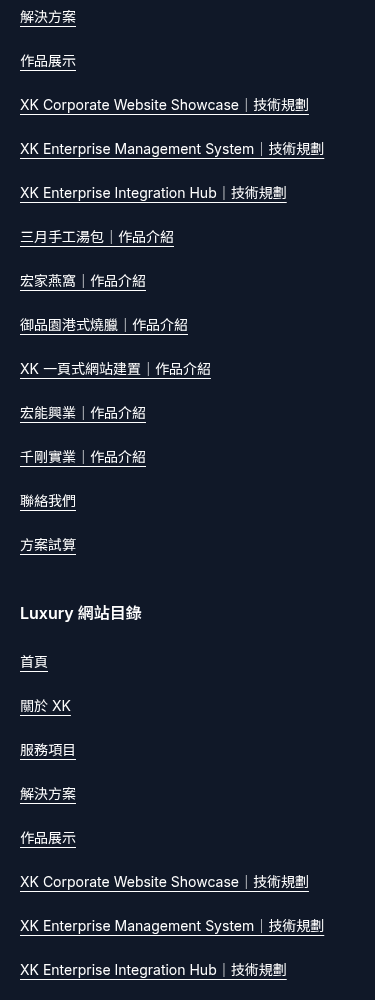 解決方案
作品展示
XK Corporate Website Showcase｜技術規劃
XK Enterprise Management System｜技術規劃
XK Enterprise Integration Hub｜技術規劃
三月手工湯包｜作品介紹
宏家燕窩｜作品介紹
御品園港式燒臘｜作品介紹
XK 一頁式網站建置｜作品介紹
宏能興業｜作品介紹
千剛實業｜作品介紹
聯絡我們
方案試算
Luxury 網站目錄
首頁
關於 XK
服務項目
解決方案
作品展示
XK Corporate Website Showcase｜技術規劃
XK Enterprise Management System｜技術規劃
XK Enterprise Integration Hub｜技術規劃